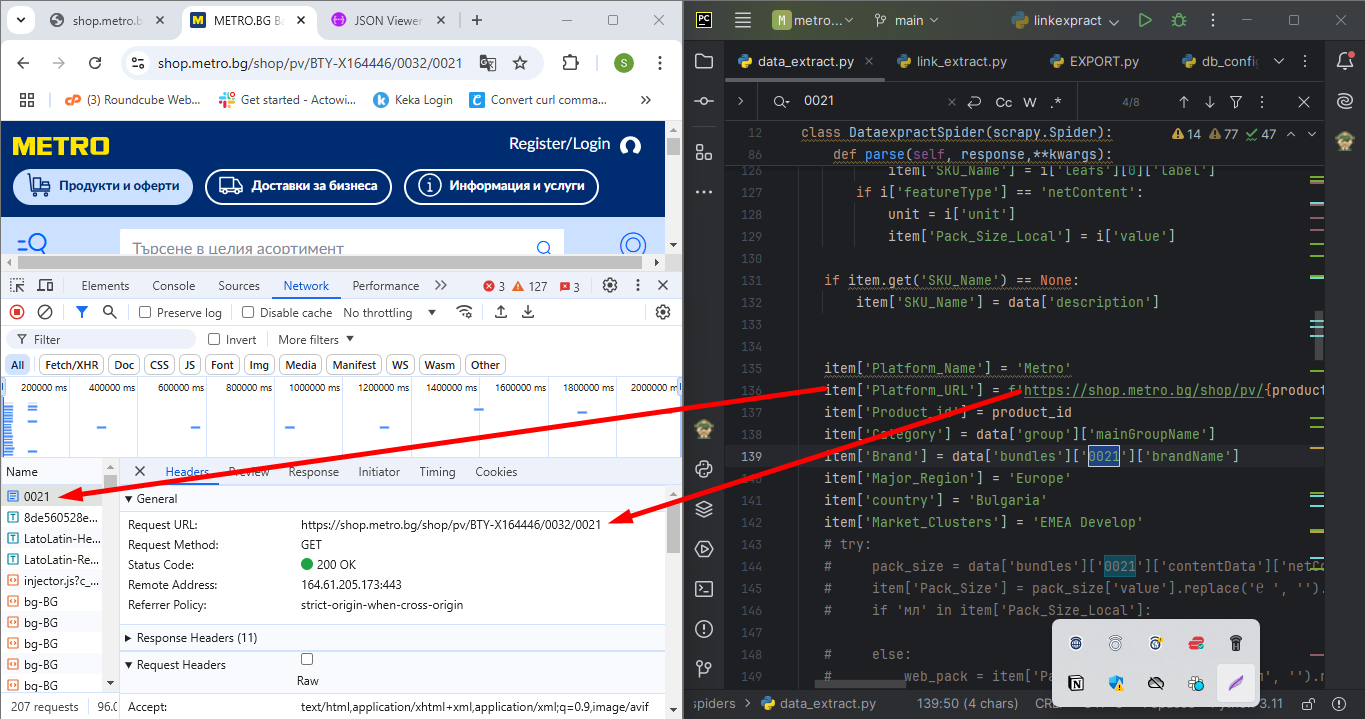 shop.metro.b
METRO.BG Ba
JSON Viewer
shop.metro.bg/shop/pv/BTY-X164446/0032/0021
S
(3) Roundcube Web...
Get started - Actowi...
Keka Login
Convert curl comma...
METRO
Register/Login
Продукти и оферти
Доставки за бизнеса
Информация и услуги
Търсене в целия асортимент
Elements
Console
Sources
Network
Performance
3
127
3
Preserve log
Disable cache
No throttling
Filter
Invert
More filters
All
Fetch/XHR
Doc
CSS
JS
Font
Img
Media
Manifest
WS
Wasm
Other
200000 ms
400000 ms
600000 ms
800000 ms
1000000 ms
1200000 ms
1400000 ms
1600000 ms
1800000 ms
2000000 ms
Name
Headers
Preview
Response
Initiator
Timing
Cookies
0021
8de560528e...
LatoLatin-He...
LatoLatin-Re...
injector.js?c_...
bg-BG
bg-BG
bg-BG
bg-BG
bg-BG
General
Request URL:
https://shop.metro.bg/shop/pv/BTY-X164446/0032/0021
Request Method:
GET
Status Code:
200 OK
Remote Address:
164.61.205.173:443
Referrer Policy:
strict-origin-when-cross-origin
Response Headers (11)
Request Headers
Raw
Accept:
text/html,application/xhtml+xml,application/xml;q=0.9,image/avif
207 requests
96.0
PC
M
metro...
main
linkexpract
data_extract.py
link_extract.py
EXPORT.py
db_config
0021
Cc
W
.*
4/8
12 class DataexpractSpider(scrapy.Spider):
14
77
47
86 def parse(self, response,**kwargs):
126 item['SKU_Name'] = i['leafs'][0]['label']
127 if i['featureType'] == 'netContent':
128 unit = i['unit']
129 item['Pack_Size_Local'] = i['value']
130
131 if item.get('SKU_Name') == None:
132 item['SKU_Name'] = data['description']
133
134
135 item['Platform_Name'] = 'Metro'
136 item['Platform_URL'] = f'https://shop.metro.bg/shop/pv/{product
137 item['Product_id'] = product_id
138 item['Category'] = data['group']['mainGroupName']
139 item['Brand'] = data['bundles']['0021']['brandName']
140 item['Major_Region'] = 'Europe'
141 item['country'] = 'Bulgaria'
142 item['Market_Clusters'] = 'EMEA Develop'
143 # try:
144 # pack_size = data['bundles']['0021']['contentData']['netCo
145 # item['Pack_Size'] = pack_size['value'].replace('℮ ', '').
146 # if 'мл' in item['Pack_Size_Local']:
147
148 # else:
149 # web_pack = item['Pa
', '').r
spiders
data_extract.py
139:50 (4 chars)
3.11